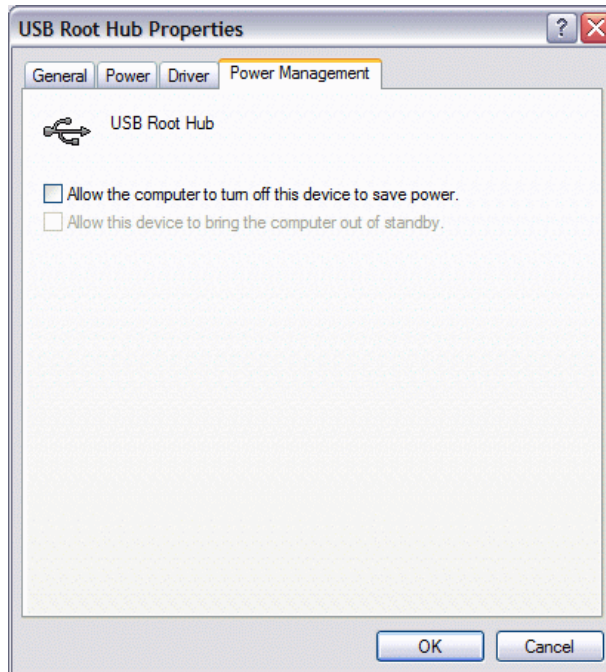 USB Root Hub Properties
General Power Driver Power Management
USB Root Hub
Allow the computer to turn off this device to save power.
Allow this device to bring the computer out of standby.
OK Cancel